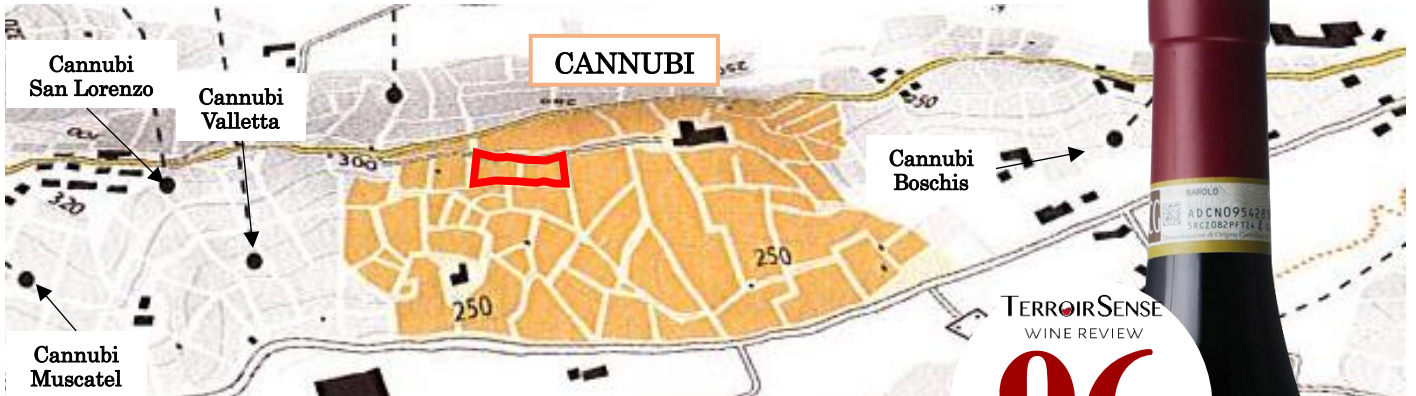 CANNUBI
Cannubi
San Lorenzo
Cannubi
Valletta
250
250
300
320
Cannubi
Boschis
BAROLO
250
250
TERROIRSENSE
WINE REVIEW
Cannubi
Muscatel